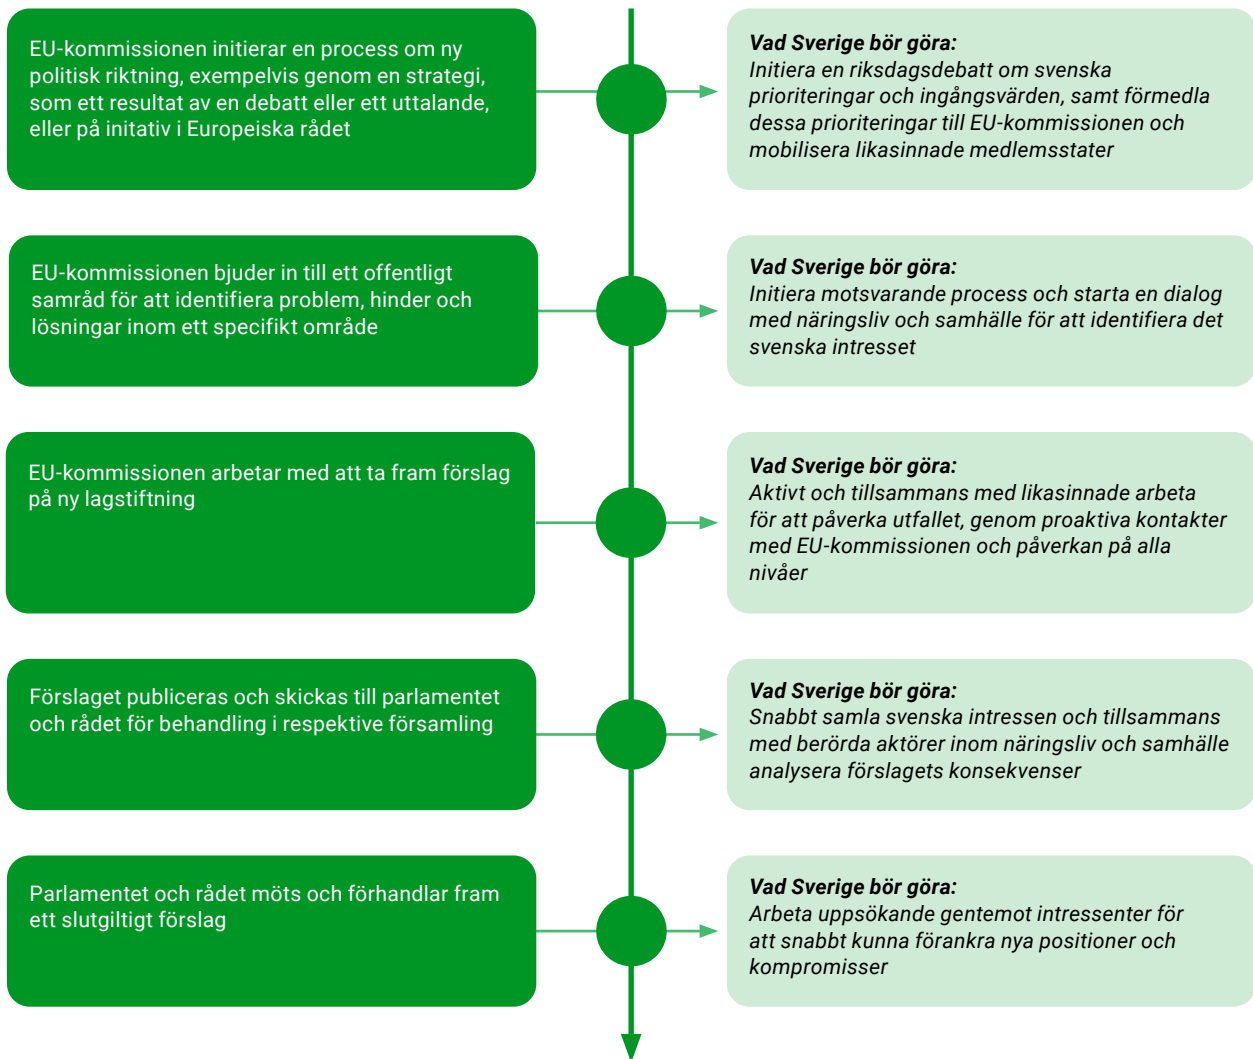 EU-kommissionen initierar en process om ny
politisk riktning, exempelvis genom en strategi,
som ett resultat av en debatt eller ett uttalande,
eller på initativ i Europeiska rådet
Vad Sverige bör göra:
Initiera en riksdagsdebatt om svenska
prioriteringar och ingångsvärden, samt förmedla
dessa prioriteringar till EU-kommissionen och
mobilisera likasinnade medlemsstater
EU-kommissionen bjuder in till ett offentligt
samråd för att identifiera problem, hinder och
lösningar inom ett specifikt område
Vad Sverige bör göra:
Initiera motsvarande process och starta en dialog
med näringsliv och samhälle för att identifiera det
svenska intresset
EU-kommissionen arbetar med att ta fram förslag
på ny lagstiftning
Vad Sverige bör göra:
Aktivt och tillsammans med likasinnade arbeta
för att påverka utfallet, genom proaktiva kontakter
med EU-kommissionen och påverkan på alla
nivåer
Förslaget publiceras och skickas till parlamentet
och rådet för behandling i respektive församling
Vad Sverige bör göra:
Snabbt samla svenska intressen och tillsammans
med berörda aktörer inom näringsliv och samhälle
analysera förslagets konsekvenser
Parlamentet och rådet möts och förhandlar fram
ett slutgiltigt förslag
Vad Sverige bör göra:
Arbeta uppsökande gentemot intressenter för
att snabbt kunna förankra nya positioner och
kompromisser